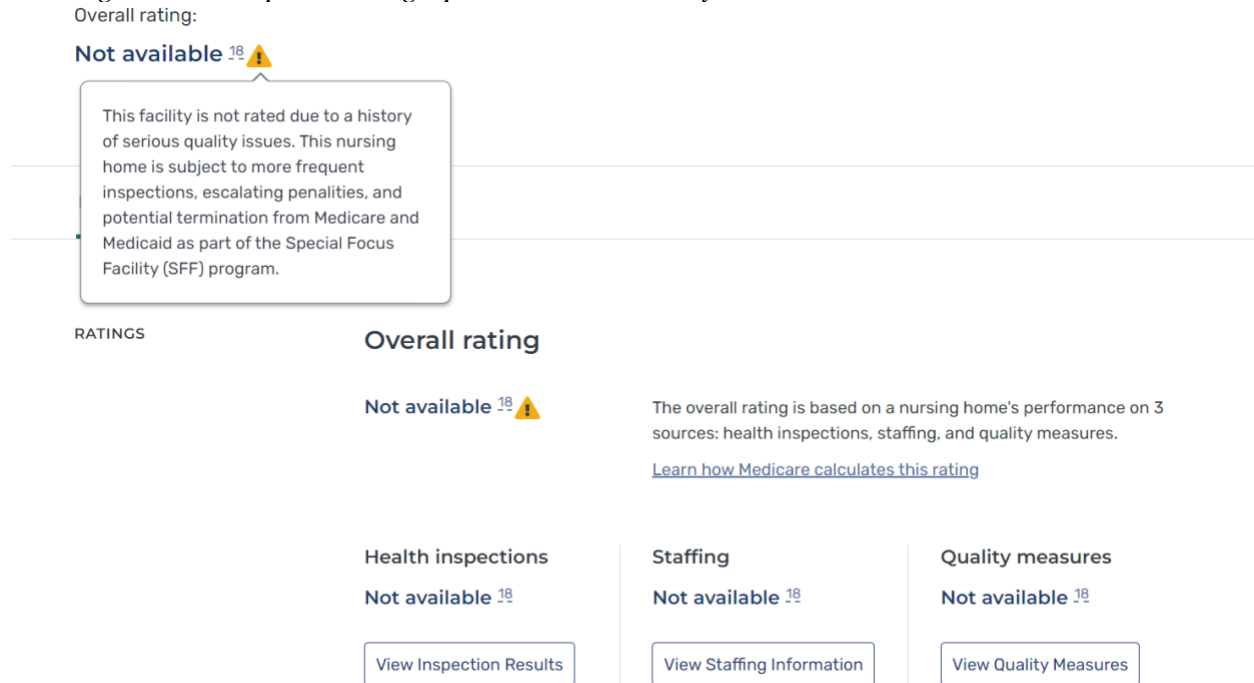 Overall rating:
Not available 18
This facility is not rated due to a history
of serious quality issues. This nursing
home is subject to more frequent
inspections, escalating penalities, and
potential termination from Medicare and
Medicaid as part of the Special Focus
Facility (SFF) program.
RATINGS
Overall rating
Not available 18
The overall rating is based on a nursing home's performance on 3
sources: health inspections, staffing, and quality measures.
Learn how Medicare calculates this rating
Health inspections
Not available 18
View Inspection Results
Staffing
Not available 18
View Staffing Information
Quality measures
Not available 18
View Quality Measures